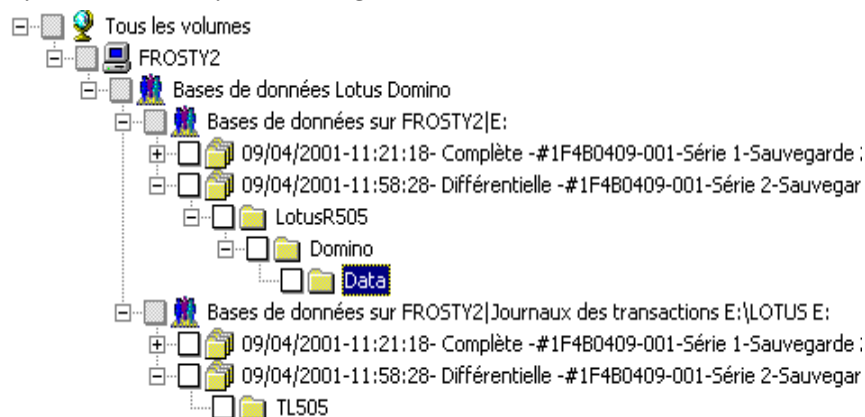 Tous les volumes
FROSTY2
Bases de données Lotus Domino
Bases de données sur FROSTY2|E:
09/04/2001-11:21:18- Complète -#1F4B0409-001-Série 1-Sauvegarde
09/04/2001-11:58:28- Différentielle -#1F4B0409-001-Série 2-Sauvegar
LotusR505
Domino
Data
Bases de données sur FROSTY2|Journaux des transactions E:\LOTUS E:
09/04/2001-11:21:18- Complète -#1F4B0409-001-Série 1-Sauvegarde
09/04/2001-11:58:28- Différentielle -#1F4B0409-001-Série 2-Sauvegar
TL505